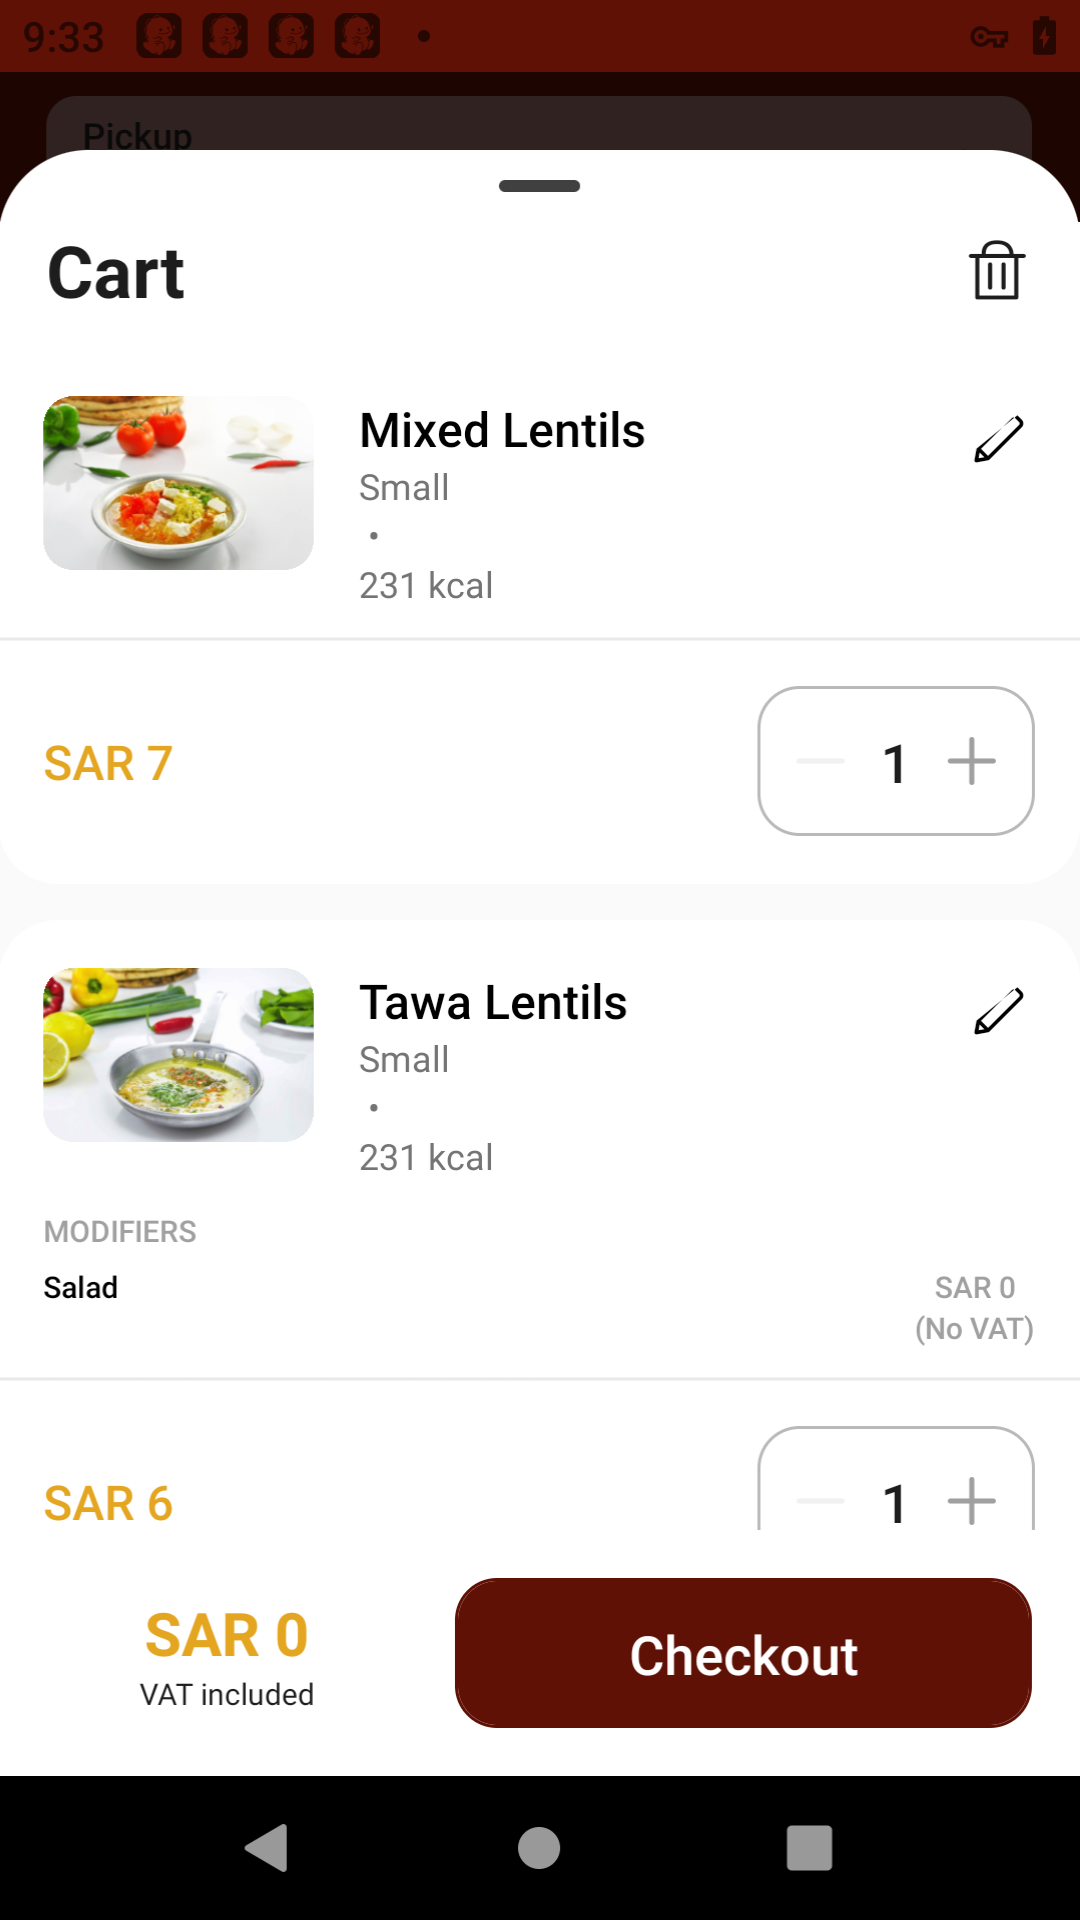 9:33
Pickup
Cart
Mixed Lentils
Small
•
231 kcal
SAR 7
1
Tawa Lentils
Small
•
231 kcal
MODIFIERS
Salad
SAR 0
(No VAT)
SAR 6
1
SAR 0
VAT included
Checkout